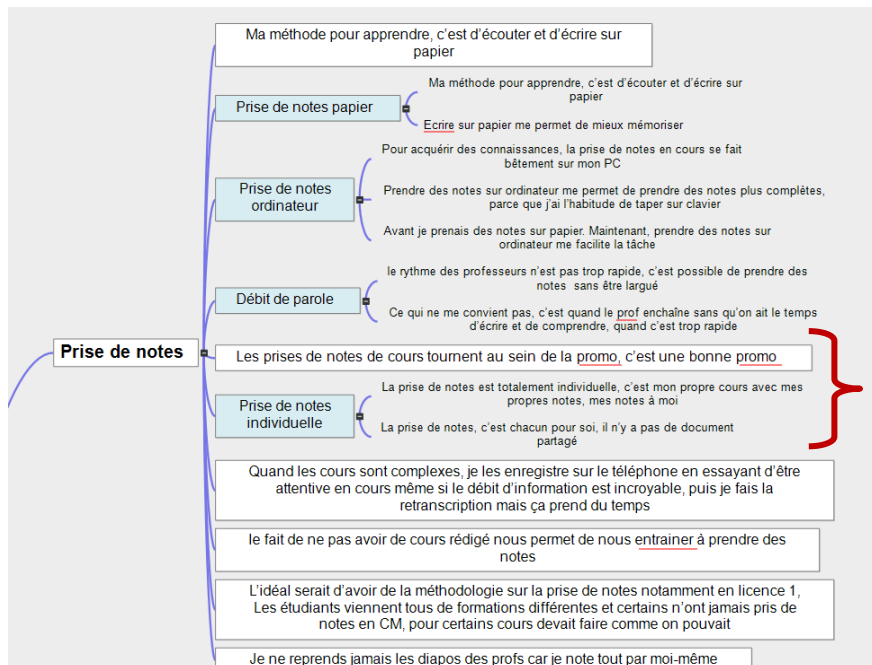 Ma méthode pour apprendre, c'est d'écouter et d'écrire sur
papier
Prise de notes papier
Ma méthode pour apprendre, c'est d'écouter et d'écrire sur
papier
Ecrire sur papier me permet de mieux mémoriser
Prise de notes
ordinateur
Pour acquérir des connaissances, la prise de notes en cours se fait
bêtement sur mon PC
Prendre des notes sur ordinateur me permet de prendre des notes plus complètes,
parce que j'ai l'habitude de taper sur clavier
Avant je prenais des notes sur papier. Maintenant, prendre des notes sur
ordinateur me facilite la tâche
Débit de parole
le rythme des professeurs n'est pas trop rapide, c'est possible de prendre des
notes sans être largué
Ce qui ne me convient pas, c'est quand le prof enchaîne sans qu'on ait le temps
d'écrire et de comprendre, quand c'est trop rapide
Prise de notes
Les prises de notes de cours tournent au sein de la promo, c'est une bonne promo
Prise de notes
individuelle
La prise de notes est totalement individuelle, c'est mon propre cours avec mes
propres notes, mes notes à moi
La prise de notes, c'est chacun pour soi, il n'y a pas de document
partagé
Quand les cours sont complexes, je les enregistre sur le téléphone en essayant d'être
attentive en cours même si le débit d'information est incroyable, puis je fais la
retranscription mais ça prend du temps
le fait de ne pas avoir de cours rédigé nous permet de nous entrainer à prendre des
notes
L'idéal serait d'avoir de la méthodologie sur la prise de notes notamment en licence 1,
Les étudiants viennent tous de formations différentes et certains n'ont jamais pris de
notes en CM, pour certains cours devait faire comme on pouvait
Je ne reprends jamais les diapos des profs car je note tout par moi-même